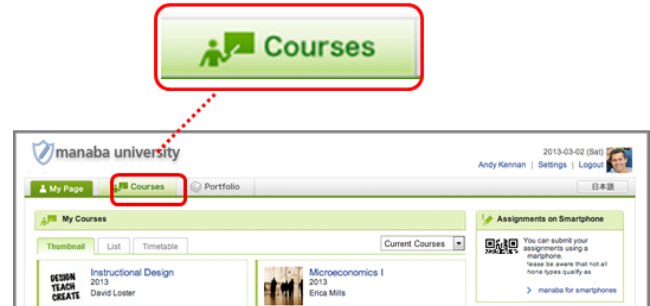 Courses
manaba university
2013-03-02 (Sat)
Andy Kennan | Settings | Logout
My Page
Courses
Portfolio
日本語
My Courses
Assignments on Smartphone
Thumbnail
List
Timetable
Current Courses
You can submit your
assignments using a
martphone.
lease be aware that not all
hone types qualify as
manaba for smartphones
DESIGN
TEACH
CREATE
Instructional Design
2013
David Loster
Microeconomics I
2013
Erica Mills